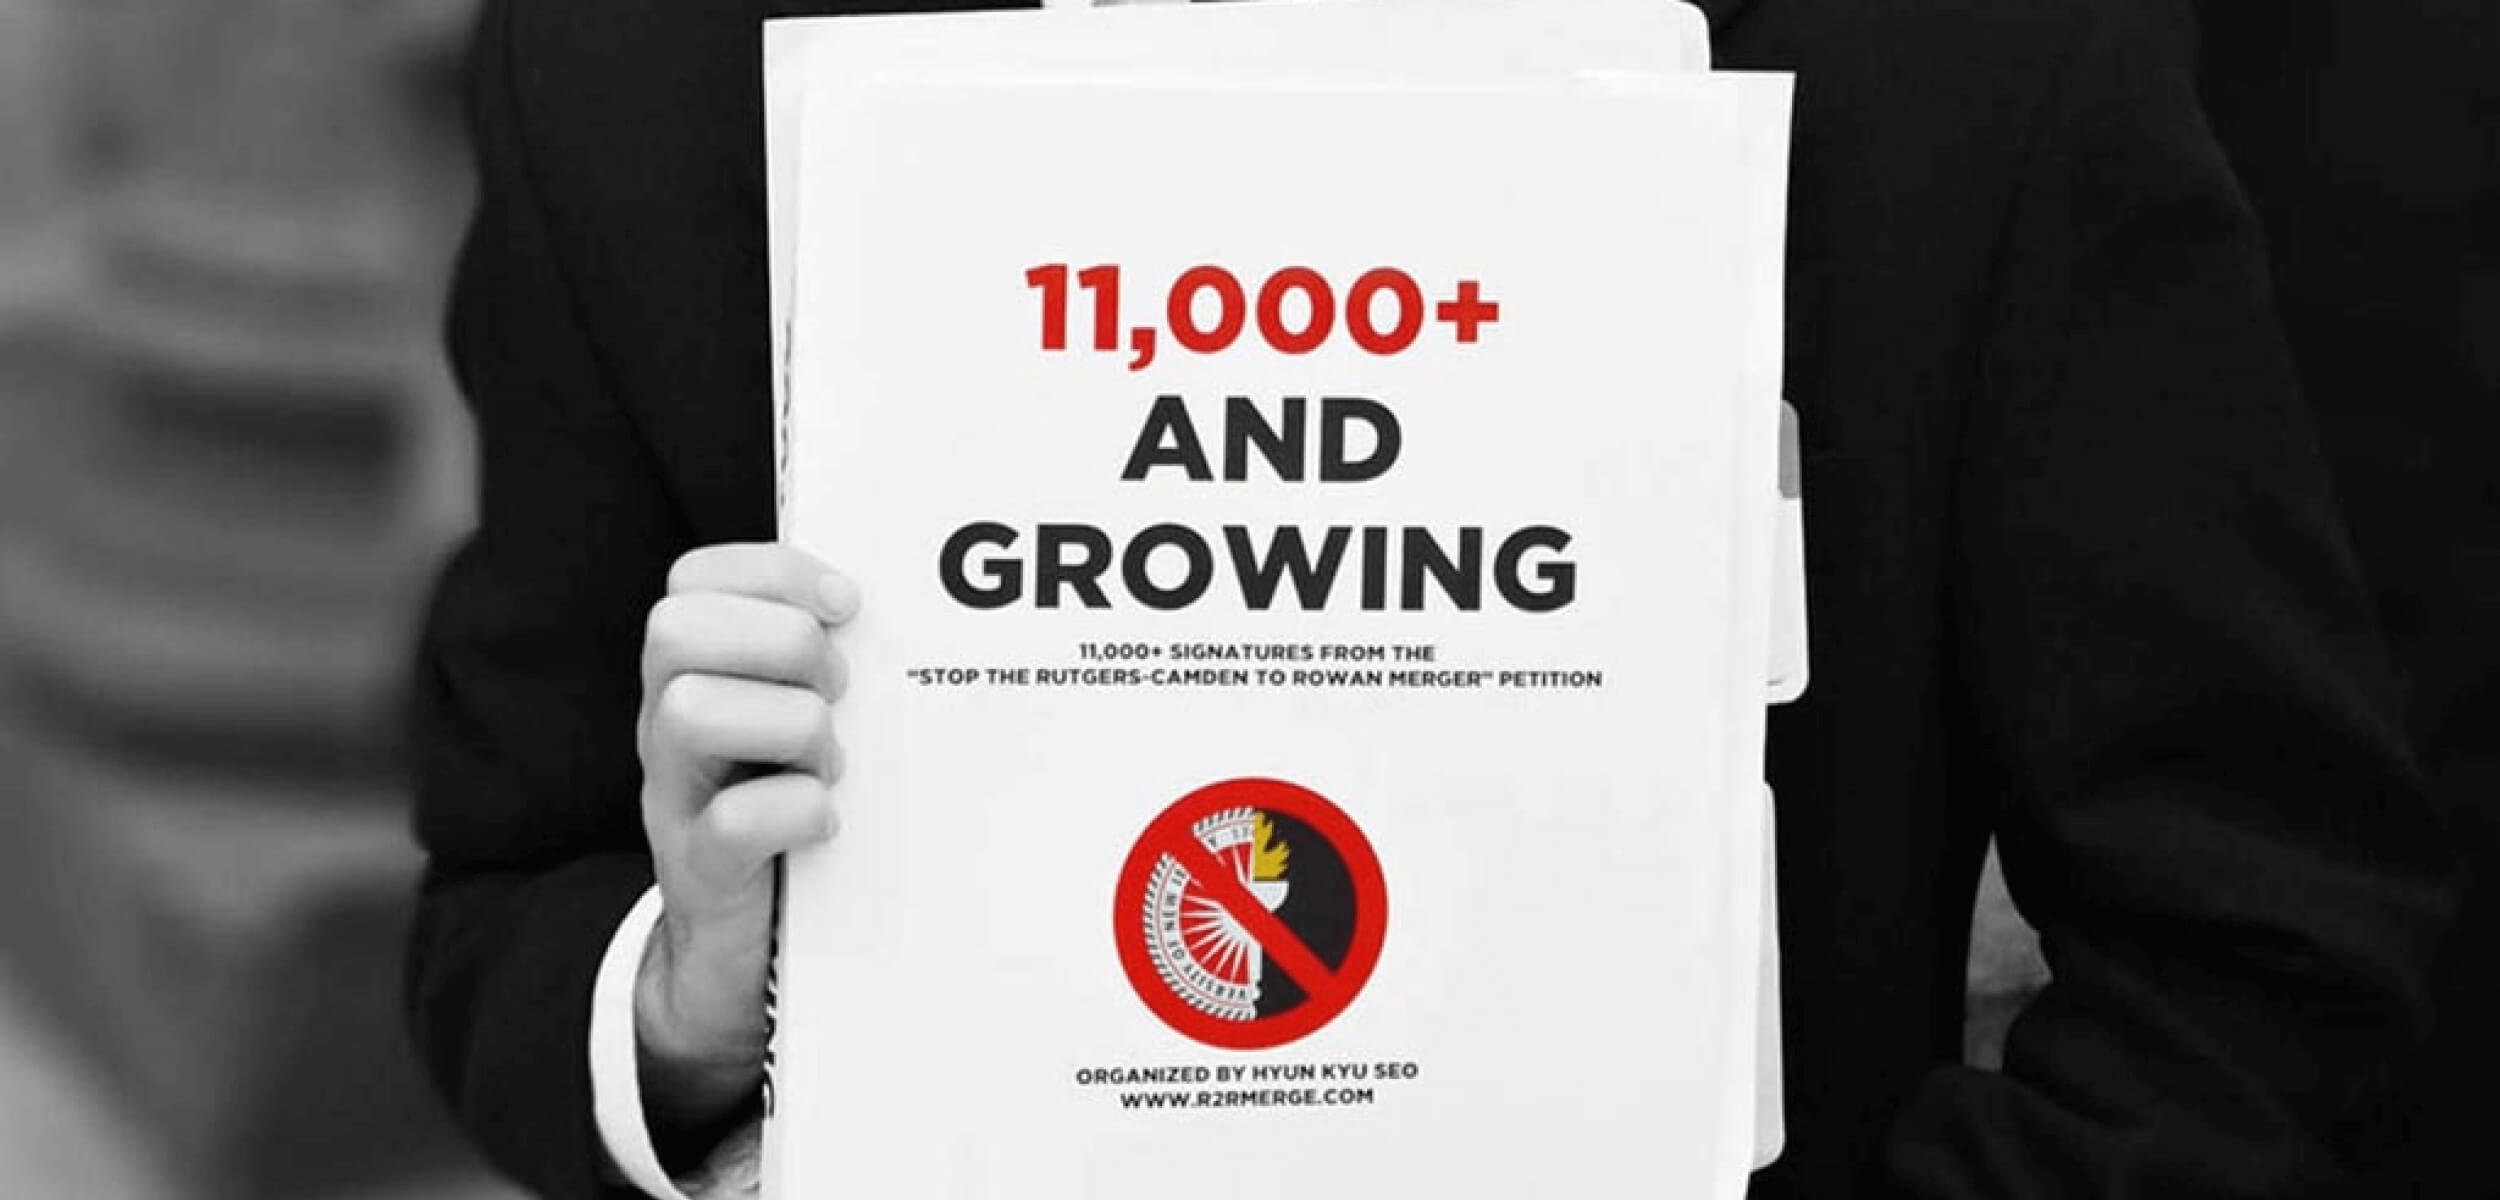 11,000+
AND
GROWING
11,000+ SIGNATURES FROM THE
"STOP THE RUTGERS-CAMDEN TO ROWAN MERGER" PETITION
ORGANIZED BY HYUN KYU SEO
WWW.R2RMERGE.COM